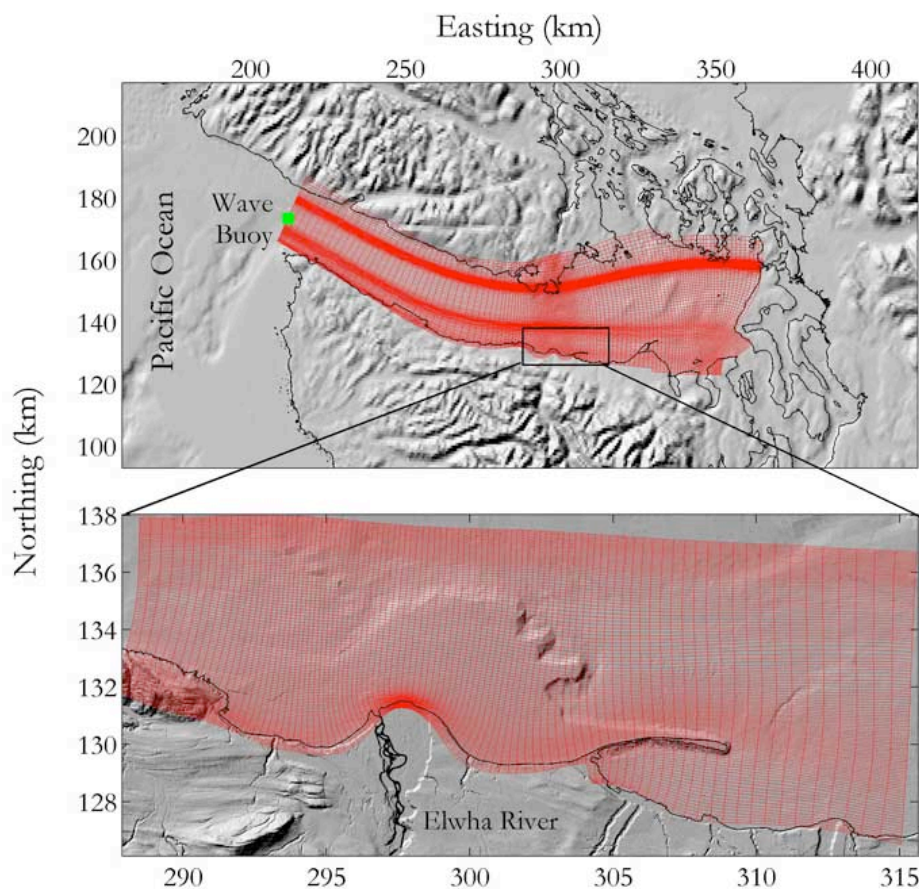 Easting (km)
200 250 300 350 400
200
180
160
140
120
100
Wave
Buoy
Pacific Ocean
Northing (km)
138
136
134
132
130
128
Elwha River
290 295 300 305 310 315